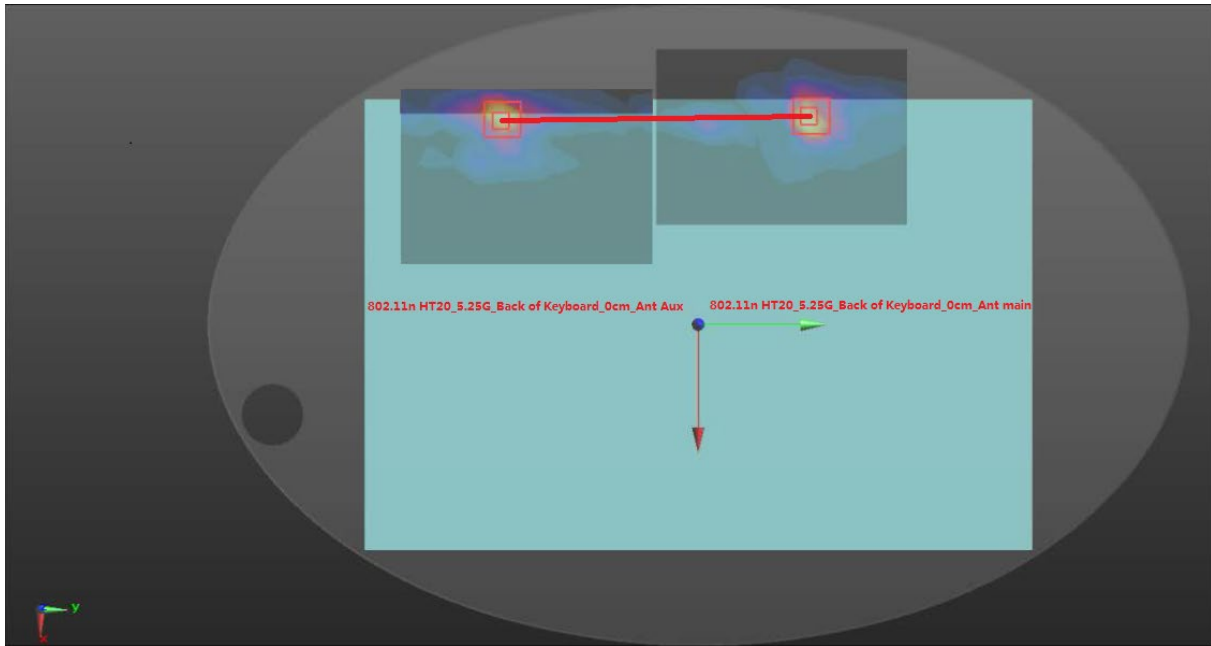 802.11n HT20_5.25G_Back of Keyboard_0cm_Ant Aux
802.11n HT20_5.25G_Back of Keyboard_0cm_Ant main
y
x